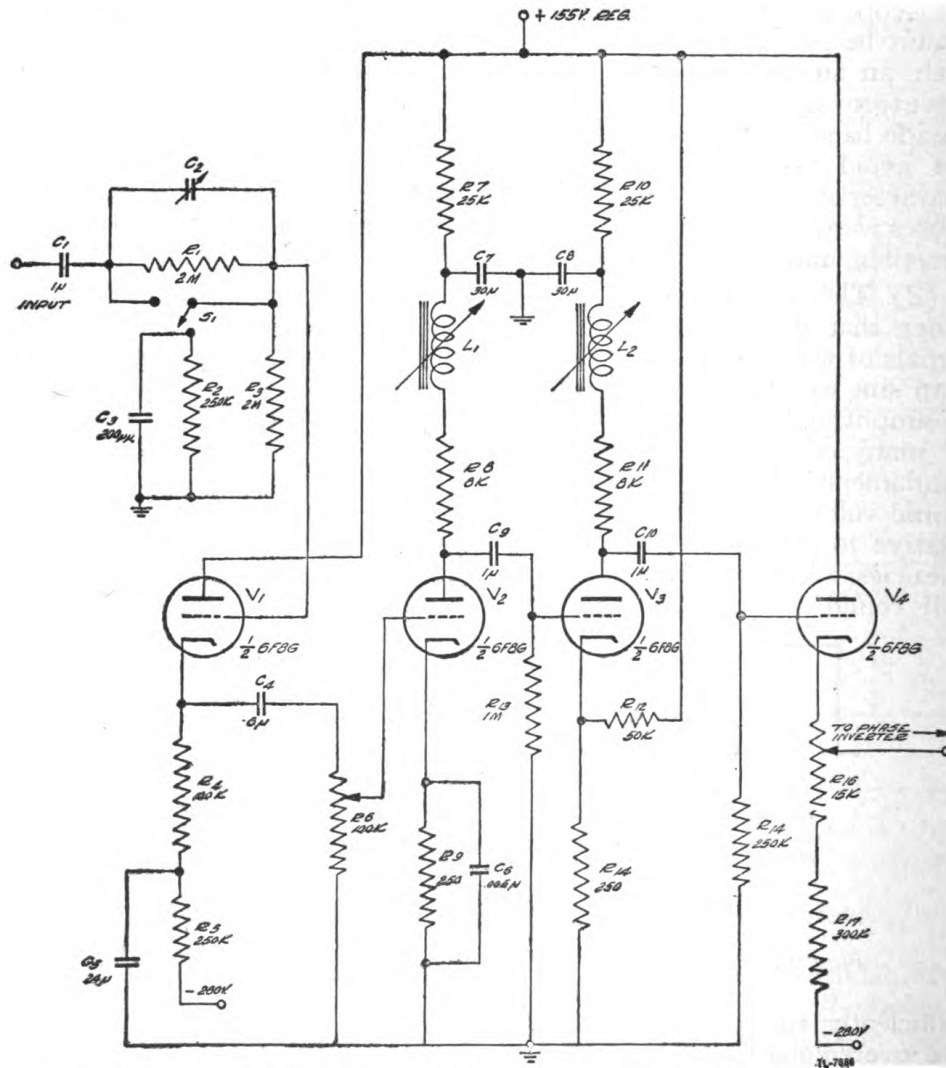 +155V. REG.
C2
R7
25K
R10
25K
C1
1μ
R1
2M
C7
30μ
C8
30μ
INPUT
S1
L1
L2
R2
250K
R3
2M
C3
200μμ
R8
8K
R11
8K
C9
1μ
C10
1μ
V1
V2
V3
V4
1/2 6F8G
1/2 6F8G
1/2 6F8G
1/2 6F8G
C4
R13
1M
R12
50K
TO PHASE
INVERTER
R4
100K
R16
15K
R6
100K
R9
250
C6
R14
250
R14
250K
R5
250K
R17
300K
C5
24μ
-280V
-280V
TL-7886